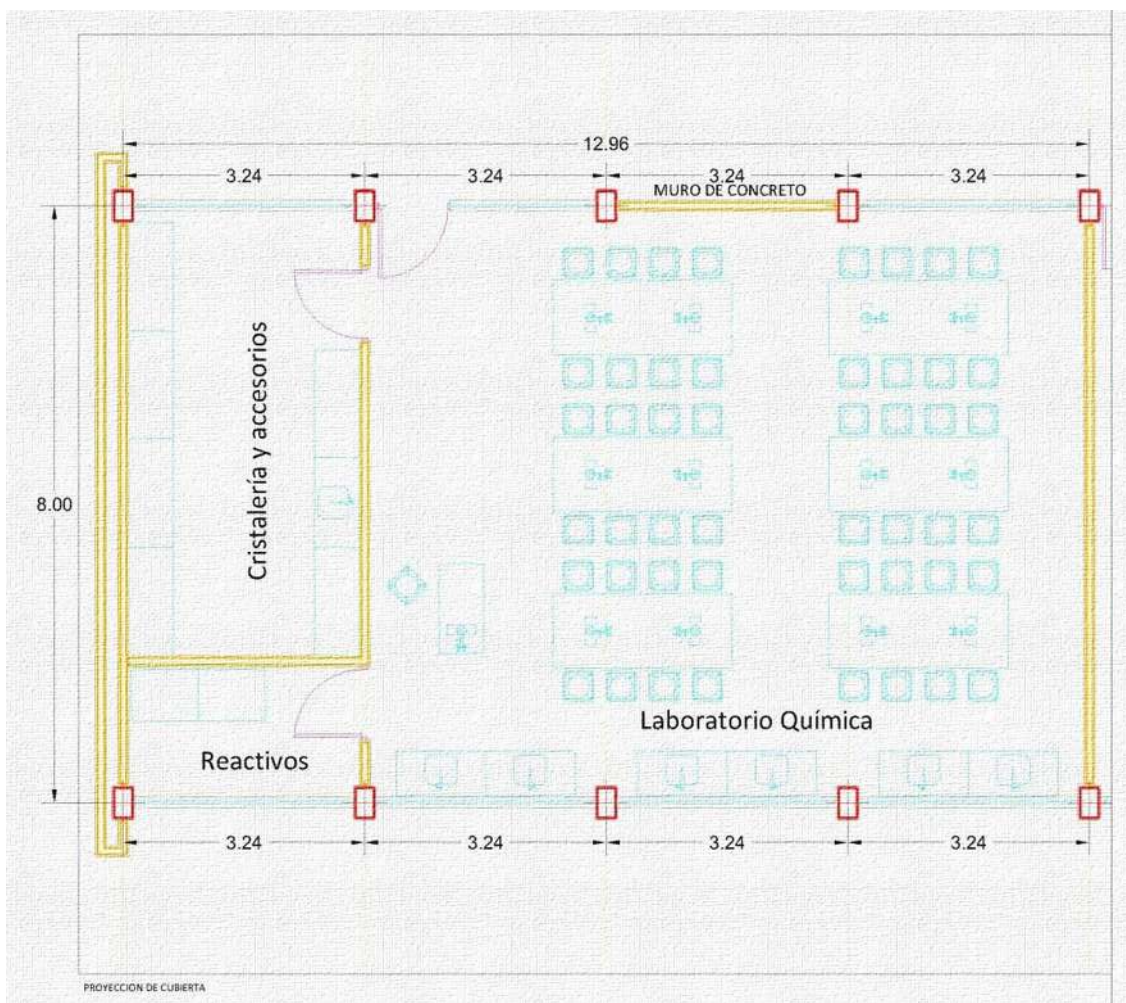 12.96
3.24
3.24
3.24
3.24
MURO DE CONCRETO
8.00
Cristalería y accesorios
Laboratorio Química
Reactivos
3.24
3.24
3.24
3.24
PROYECCION DE CUBIERTA